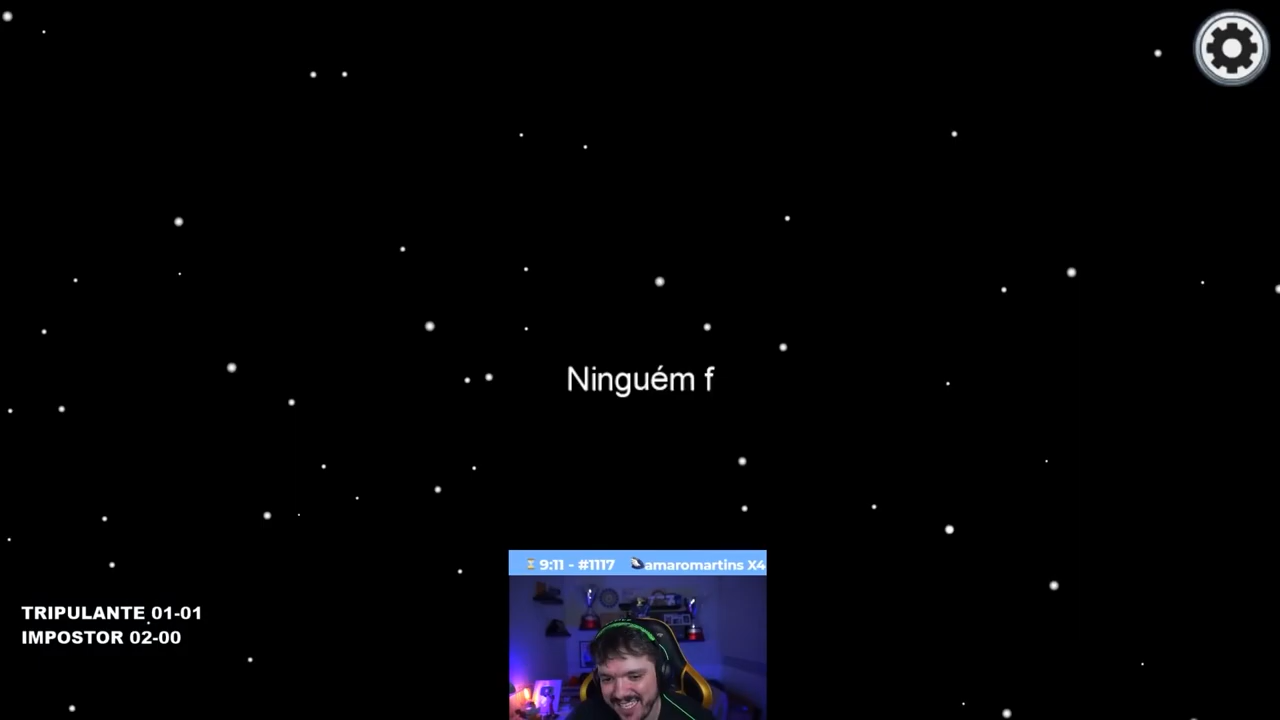 Ninguém f
9:11 - #1117 amaromartins X4
TRIPULANTE 01-01
IMPOSTOR 02-00